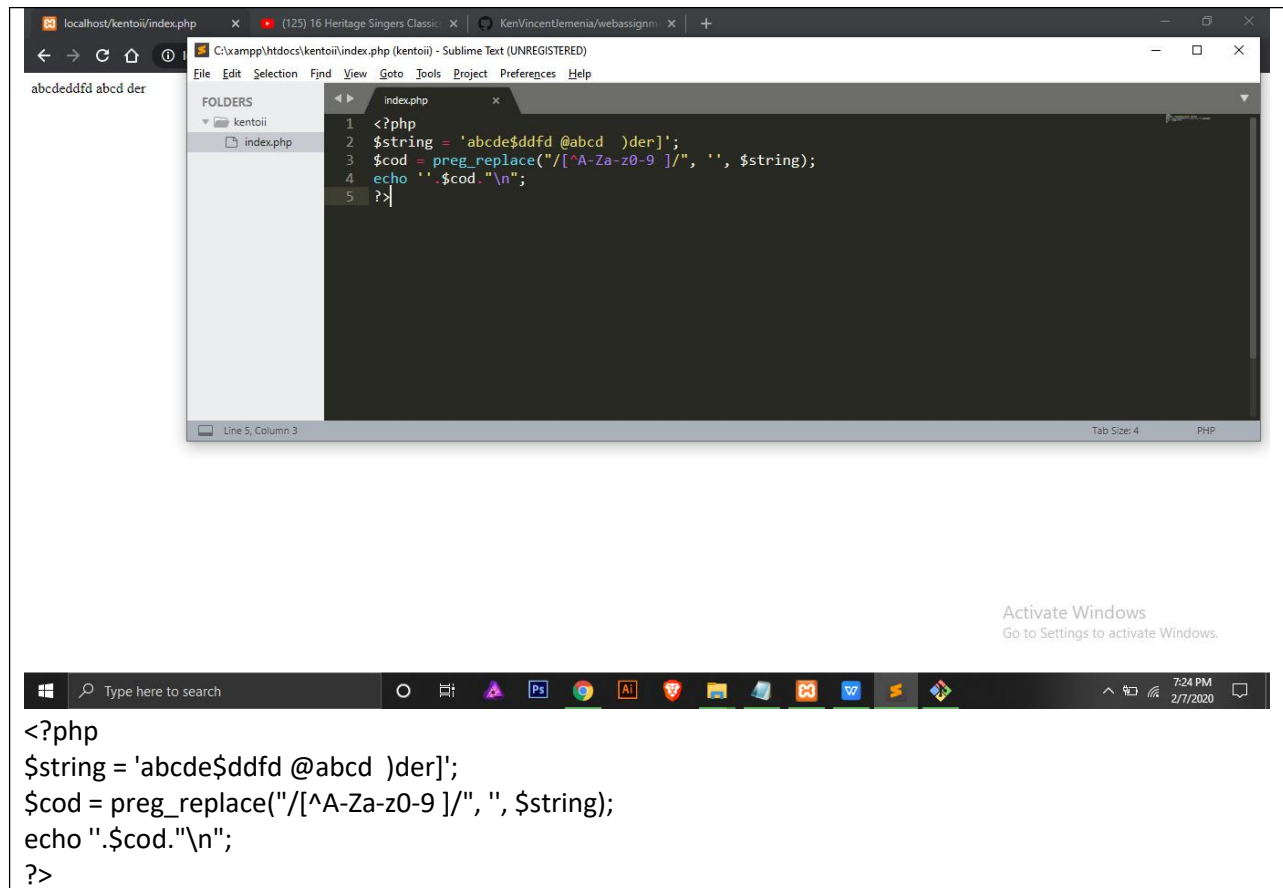 localhost/kentoii/index.php
(125) 16 Heritage Singers Classic
KenVincentJemenia/webassignm
C:\xampp\htdocs\kentoii\index.php (kentoii) - Sublime Text (UNREGISTERED)
File Edit Selection Find View Goto Tools Project Preferences Help
abcdeddfd abcd der
FOLDERS
kentoii
index.php
index.php
1 <?php
2 $string = 'abcde$ddfd @abcd  )der]';
3 $cod = preg_replace("/[^A-Za-z0-9 ]/", '', $string);
4 echo ''.$cod."\n";
5 ?>
Line 5, Column 3
Tab Size: 4
PHP
Activate Windows
Go to Settings to activate Windows.
Type here to search
Ps
Ai
7:24 PM
2/7/2020
<?php
$string = 'abcde$ddfd @abcd  )der]';
$cod = preg_replace("/[^A-Za-z0-9 ]/", '', $string);
echo ''.$cod."\n";
?>